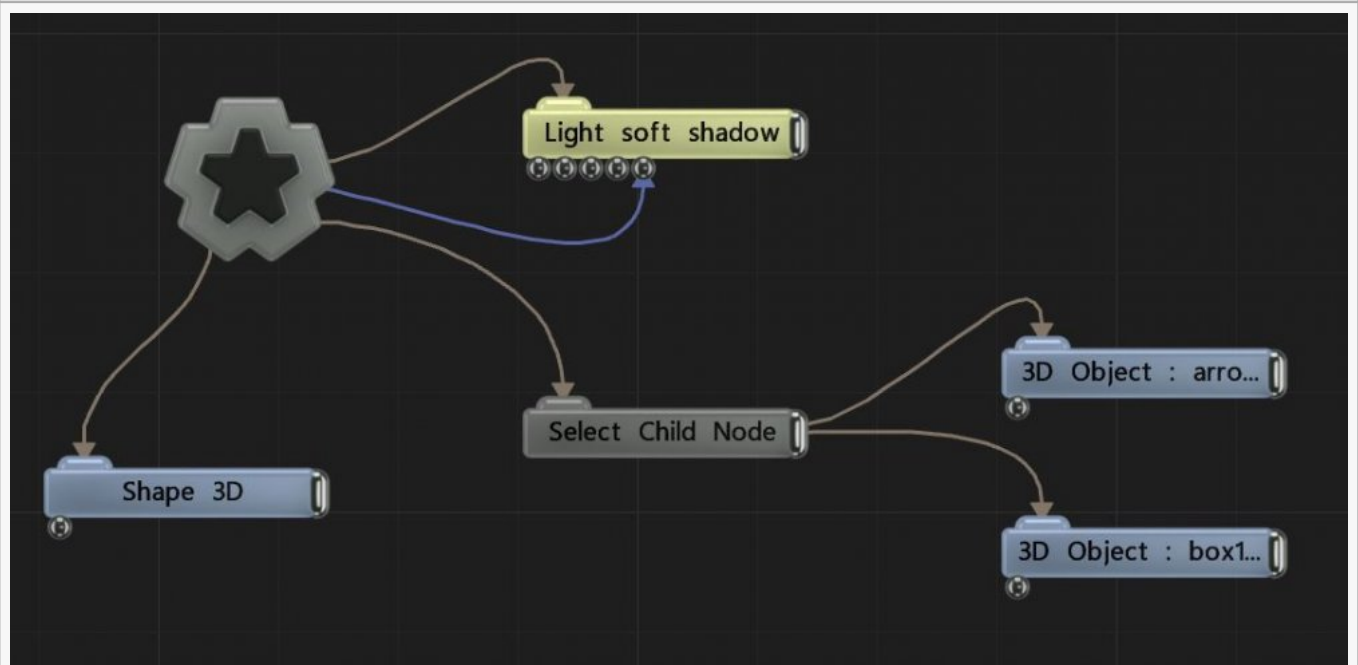 Light soft shadow
3D Object : arro...
Select Child Node
Shape 3D
3D Object : box1...